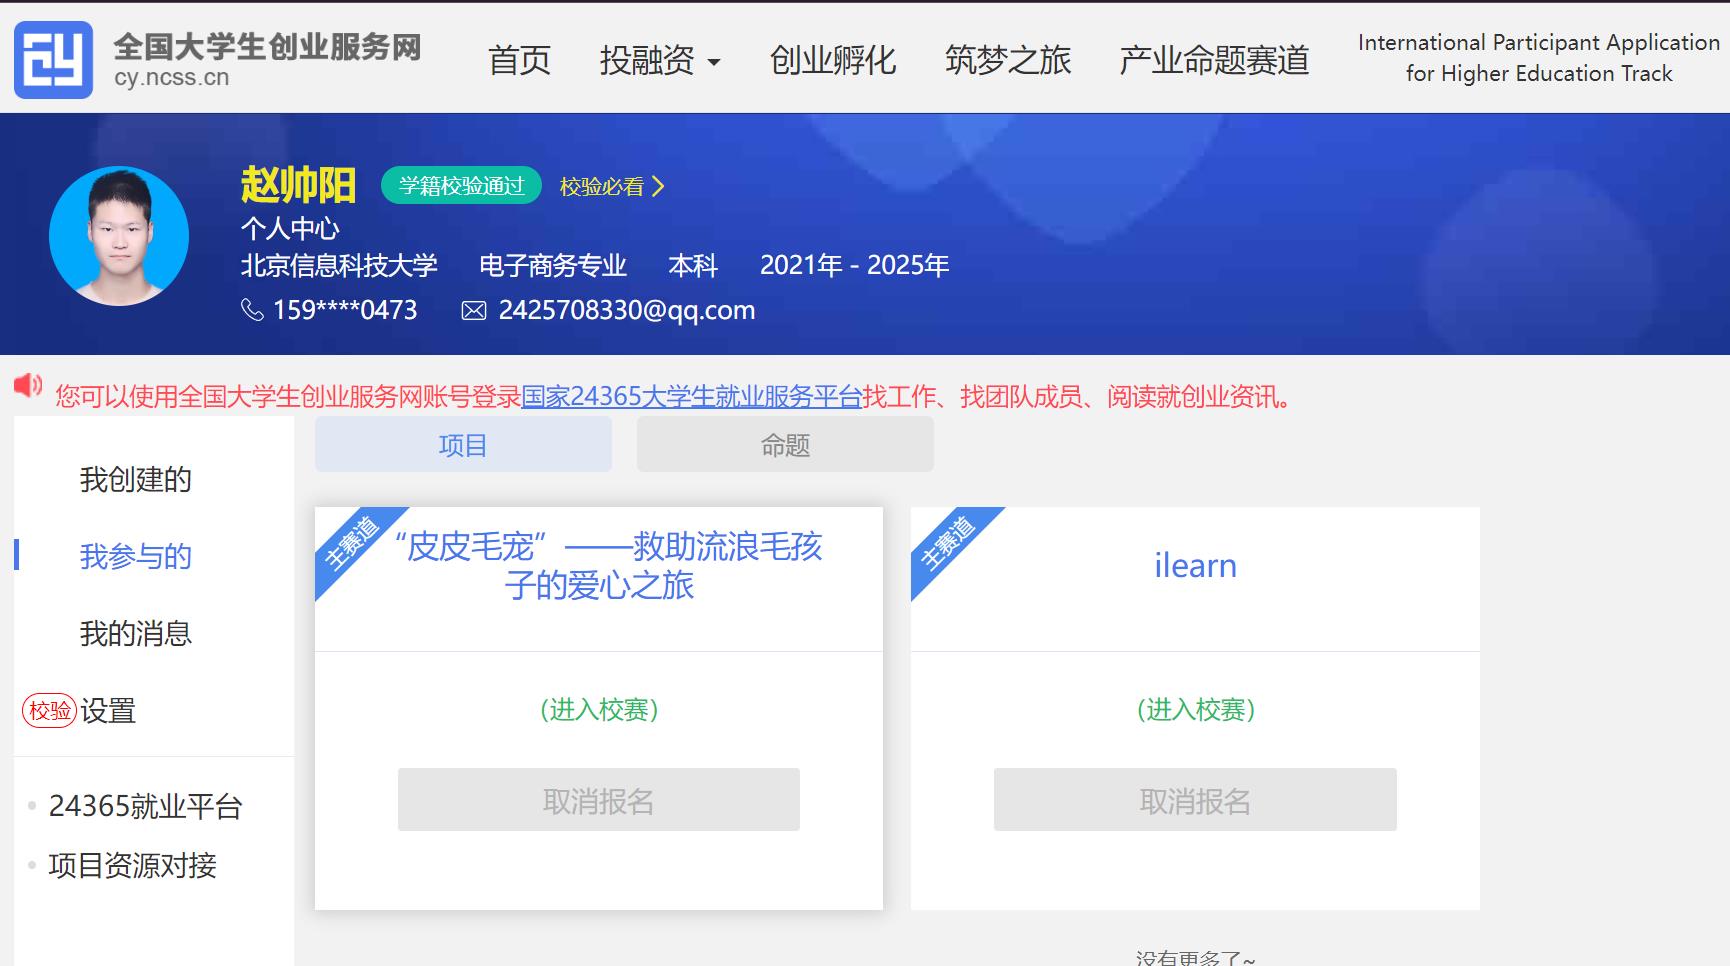 全国大学生创业服务网
cy.ncss.cn
首页 投融资 创业孵化 筑梦之旅 产业命题赛道
International Participant Application
for Higher Education Track
赵帅阳 学籍校验通过 校验必看
个人中心
北京信息科技大学 电子商务专业 本科 2021年 - 2025年
159****0473 2425708330@qq.com
您可以使用全国大学生创业服务网账号登录国家24365大学生就业服务平台找工作、找团队成员、阅读就创业资讯。
我创建的
我参与的
我的消息
校验 设置
24365就业平台
项目资源对接
项目 命题
主赛道
“皮皮毛宠”——救助流浪毛孩
子的爱心之旅
（进入校赛）
取消报名
主赛道
ilearn
（进入校赛）
取消报名
没有更多了~